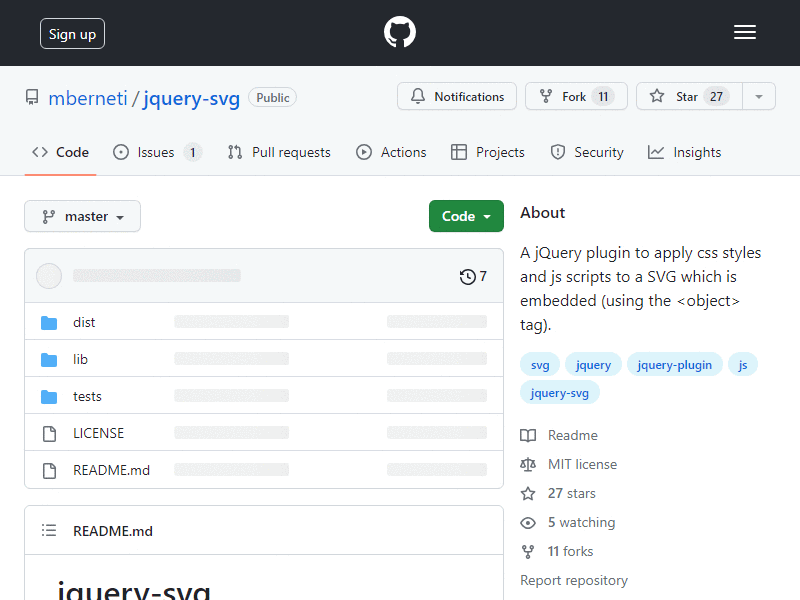 Sign up
mberneti / jquery-svg Public
Notifications
Fork 11
Star 27
Code
Issues 1
Pull requests
Actions
Projects
Security
Insights
master
Code
7
dist
lib
tests
LICENSE
README.md
README.md
jquery-svg
About
A jQuery plugin to apply css styles
and js scripts to a SVG which is
embedded (using the <object>
tag).
svg jquery jquery-plugin js
jquery-svg
Readme
MIT license
27 stars
5 watching
11 forks
Report repository